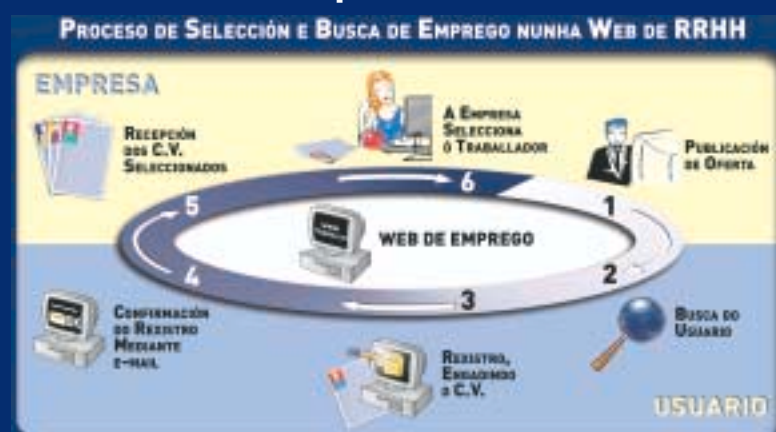 PROCESO DE SELECCIÓN E BUSCA DE EMPREGO NUNHA WEB DE RRHH
EMPRESA
RECEPCIÓN
DOS C.V.
SELECCIONADOS
A EMPRESA
SELECCIONA
Ó TRABALLADOR
PUBLICACIÓN
DE OFERTA
6
5
1
WEB DE EMPREGO
4
2
3
CONFIRMACIÓN
DO REXISTRO
MEDIANTE
E-MAIL
REXISTRO,
ENGADINDO
O C.V.
BUSCA DO
USUARIO
USUARIO